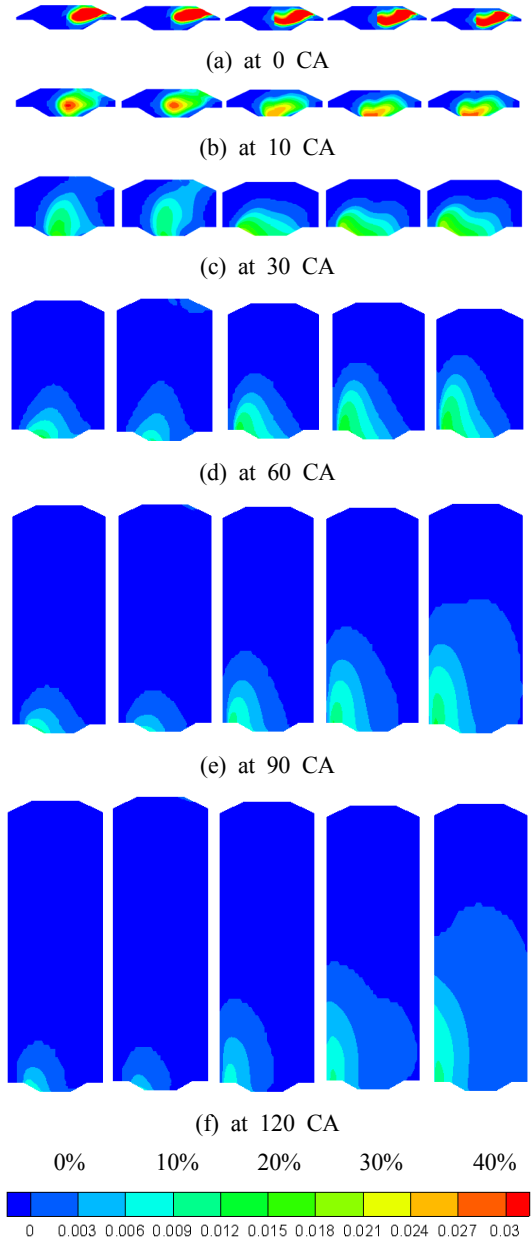 (a) at 0 CA
(b) at 10 CA
(c) at 30 CA
(d) at 60 CA
(e) at 90 CA
(f) at 120 CA
0% 10% 20% 30% 40%
0 0.003 0.006 0.009 0.012 0.015 0.018 0.021 0.024 0.027 0.03